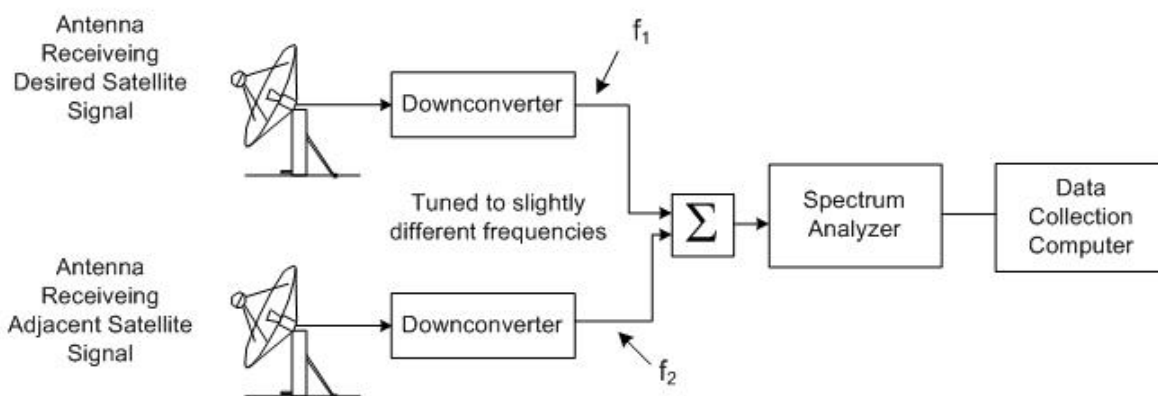 Antenna
Receiveing
Desired Satellite
Signal
Downconverter
f₁
Tuned to slightly
different frequencies
Σ
Spectrum
Analyzer
Data
Collection
Computer
Antenna
Receiveing
Adjacent Satellite
Signal
Downconverter
f₂